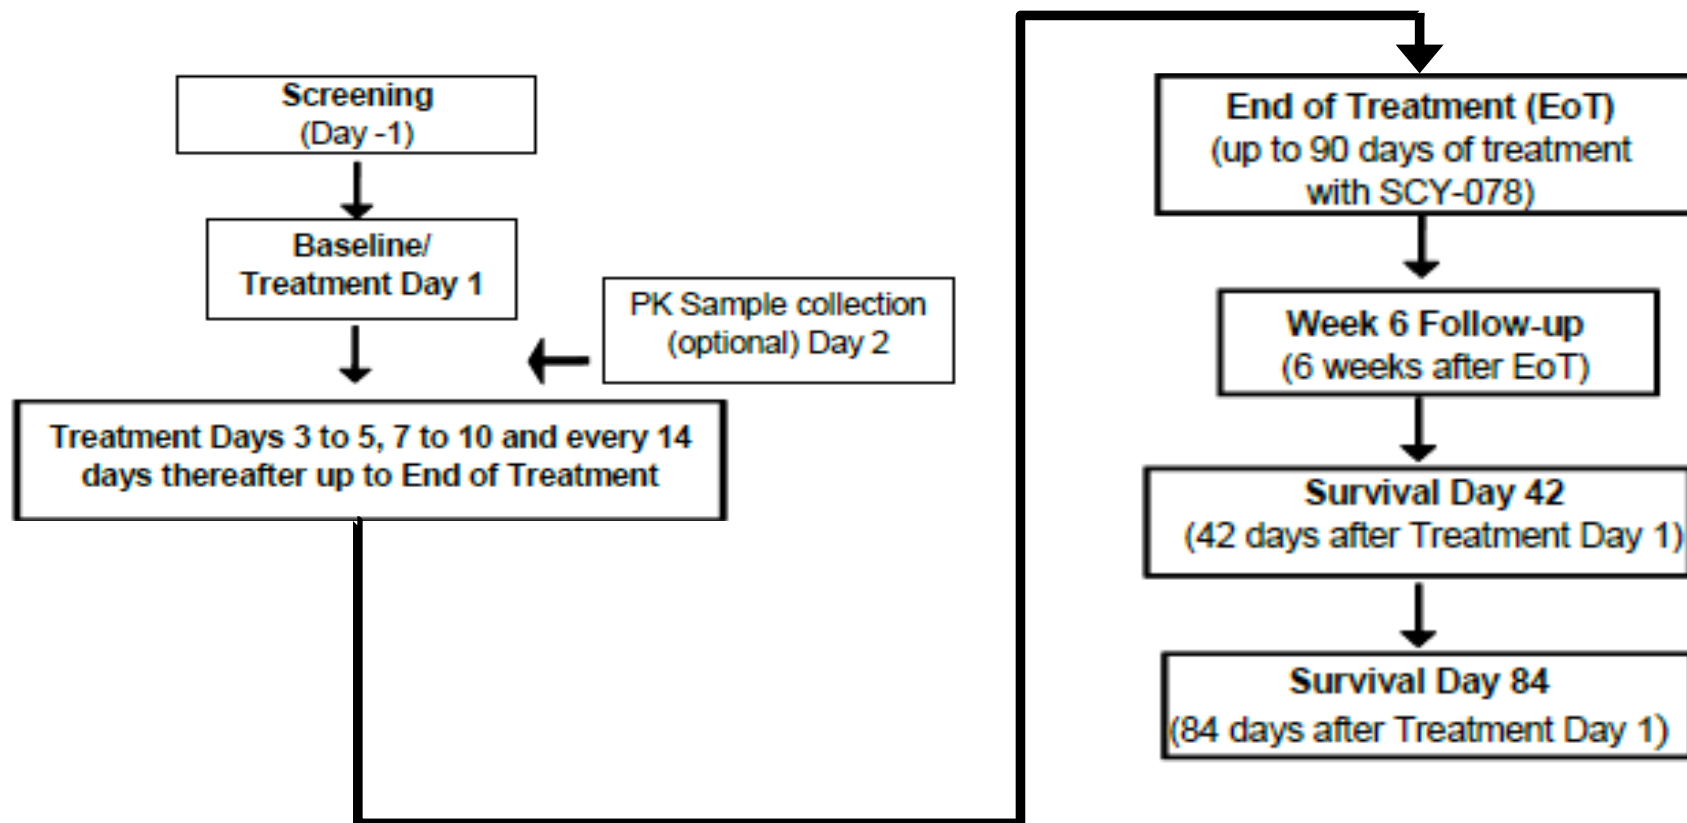 Screening
(Day -1)
Baseline/
Treatment Day 1
PK Sample collection
(optional) Day 2
Treatment Days 3 to 5, 7 to 10 and every 14
days thereafter up to End of Treatment
End of Treatment (EoT)
(up to 90 days of treatment
with SCY-078)
Week 6 Follow-up
(6 weeks after EoT)
Survival Day 42
(42 days after Treatment Day 1)
Survival Day 84
(84 days after Treatment Day 1)